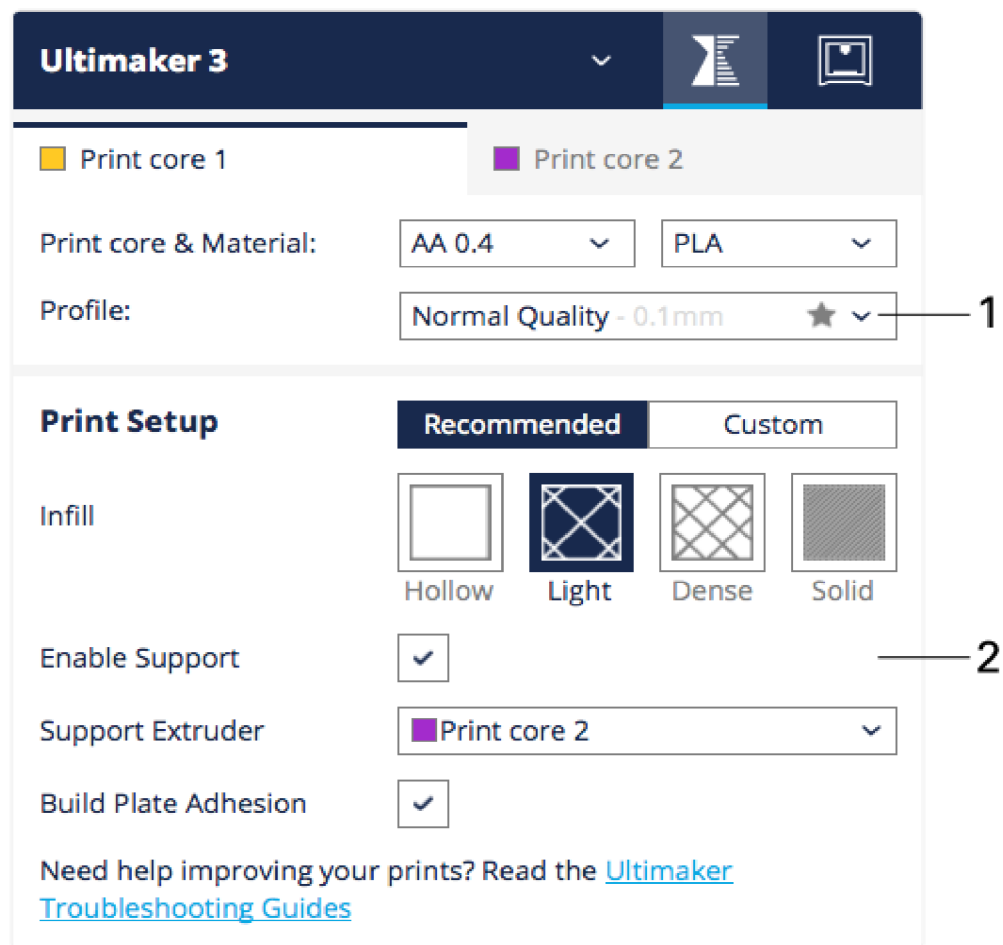 Ultimaker 3
Print core 1
Print core 2
Print core & Material:
AA 0.4
PLA
Profile:
Normal Quality - 0.1mm
1
Print Setup
Recommended
Custom
Infill
Hollow
Light
Dense
Solid
Enable Support
2
Support Extruder
Print core 2
Build Plate Adhesion
Need help improving your prints? Read the Ultimaker
Troubleshooting Guides